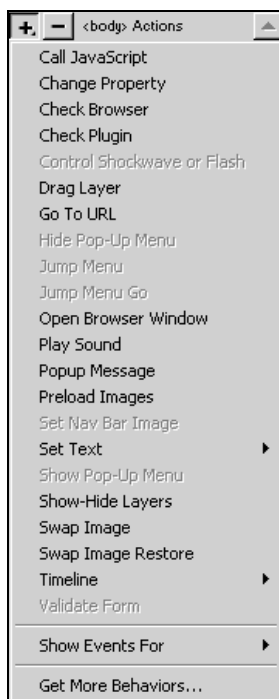 <body> Actions
Call JavaScript
Change Property
Check Browser
Check Plugin
Control Shockwave or Flash
Drag Layer
Go To URL
Hide Pop-Up Menu
Jump Menu
Jump Menu Go
Open Browser Window
Play Sound
Popup Message
Preload Images
Set Nav Bar Image
Set Text
Show Pop-Up Menu
Show-Hide Layers
Swap Image
Swap Image Restore
Timeline
Validate Form
Show Events For
Get More Behaviors...